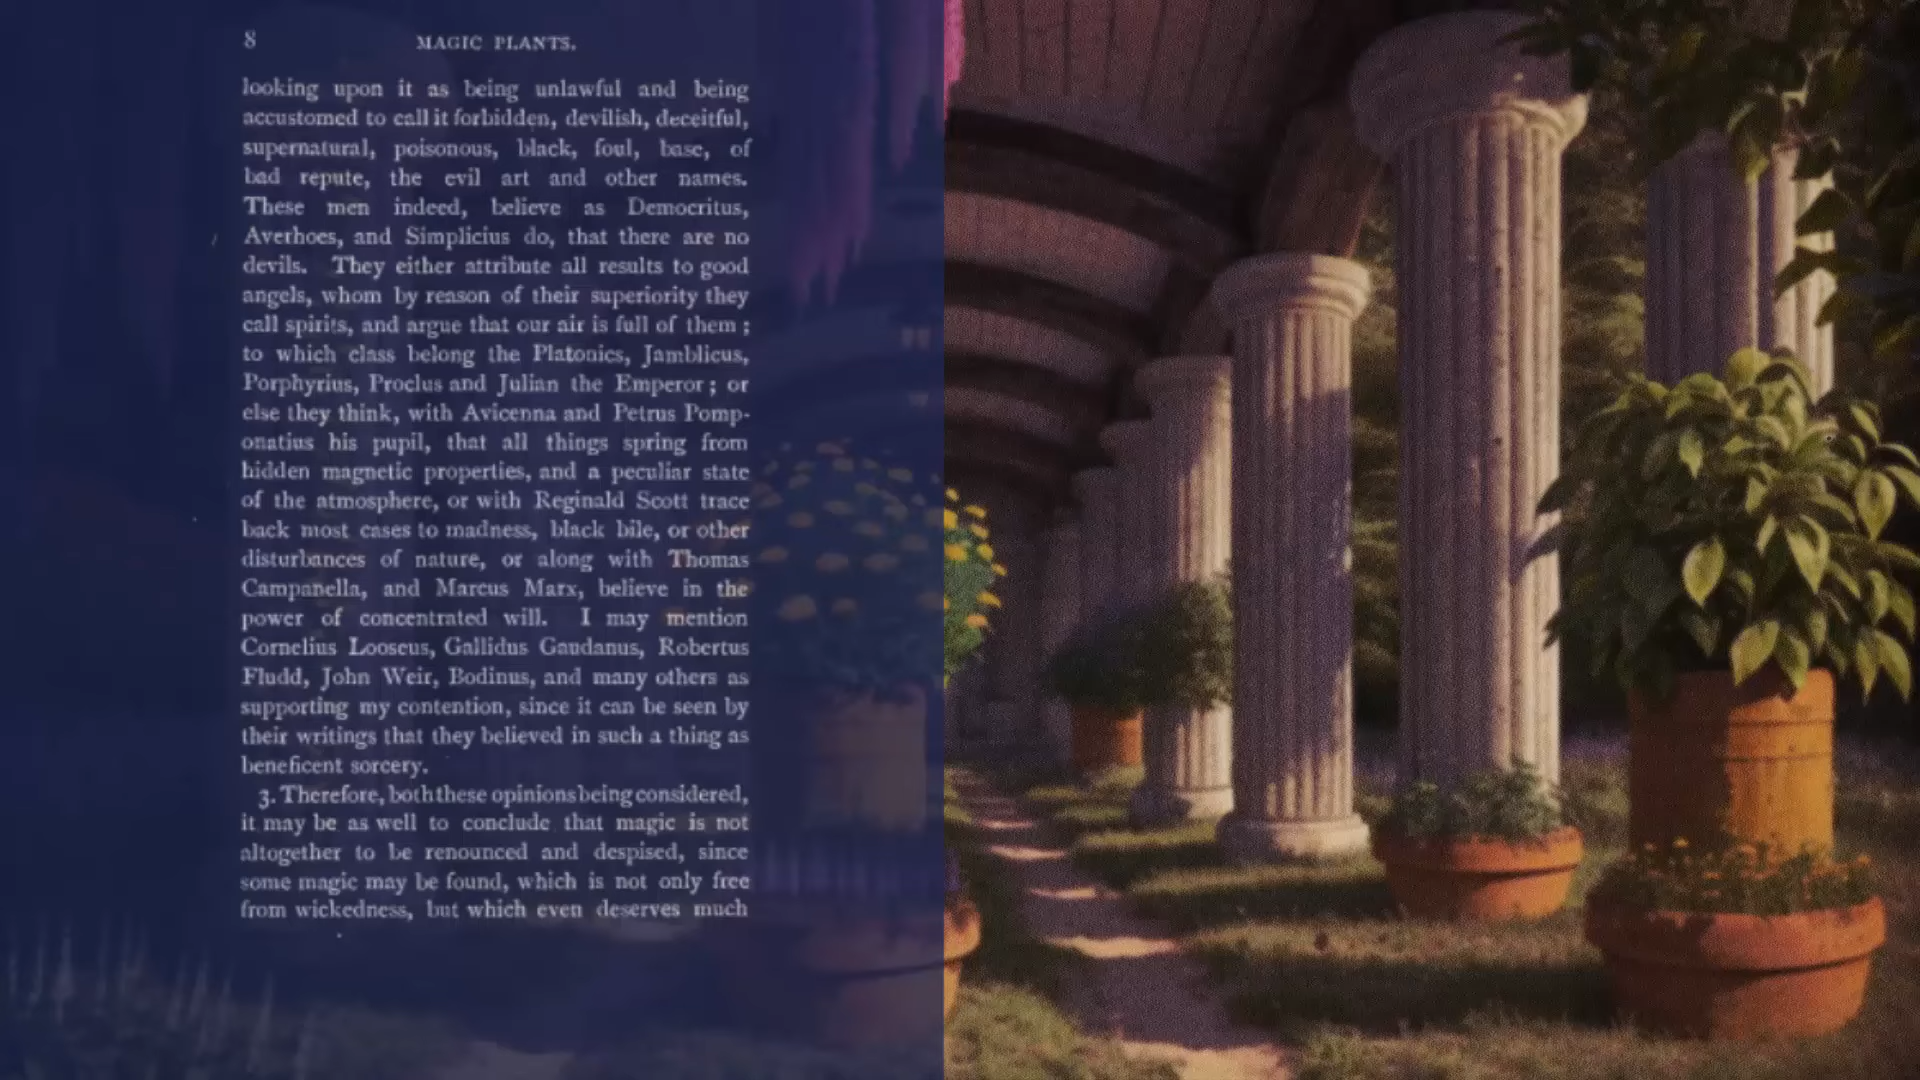 8 MAGIC PLANTS.
looking upon it as being unlawful and being
accustomed to call it forbidden, devilish, deceitful,
supernatural, poisonous, black, foul, base, of
bad repute, the evil art and other names.
These men indeed, believe as Democritus,
Averhoes, and Simplicius do, that there are no
devils. They either attribute all results to good
angels, whom by reason of their superiority they
call spirits, and argue that our air is full of them ;
to which class belong the Platonics, Jamblicus,
Porphyrius, Proclus and Julian the Emperor ; or
else they think, with Avicenna and Petrus Pomp-
onatius his pupil, that all things spring from
hidden magnetic properties, and a peculiar state
of the atmosphere, or with Reginald Scott trace
back most cases to madness, black bile, or other
disturbances of nature, or along with Thomas
Campanella, and Marcus Marx, believe in the
power of concentrated will. I may mention
Cornelius Looseus, Gallidus Gaudanus, Robertus
Fludd, John Weir, Bodinus, and many others as
supporting my contention, since it can be seen by
their writings that they believed in such a thing as
beneficent sorcery.
3. Therefore, both these opinions being considered,
it may be as well to conclude that magic is not
altogether to be renounced and despised, since
some magic may be found, which is not only free
from wickedness, but which even deserves much